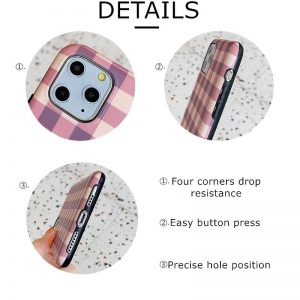 DETAILS
①.
②.
③.
①. Four corners drop
resistance
②.Easy button press
③Precise hole position